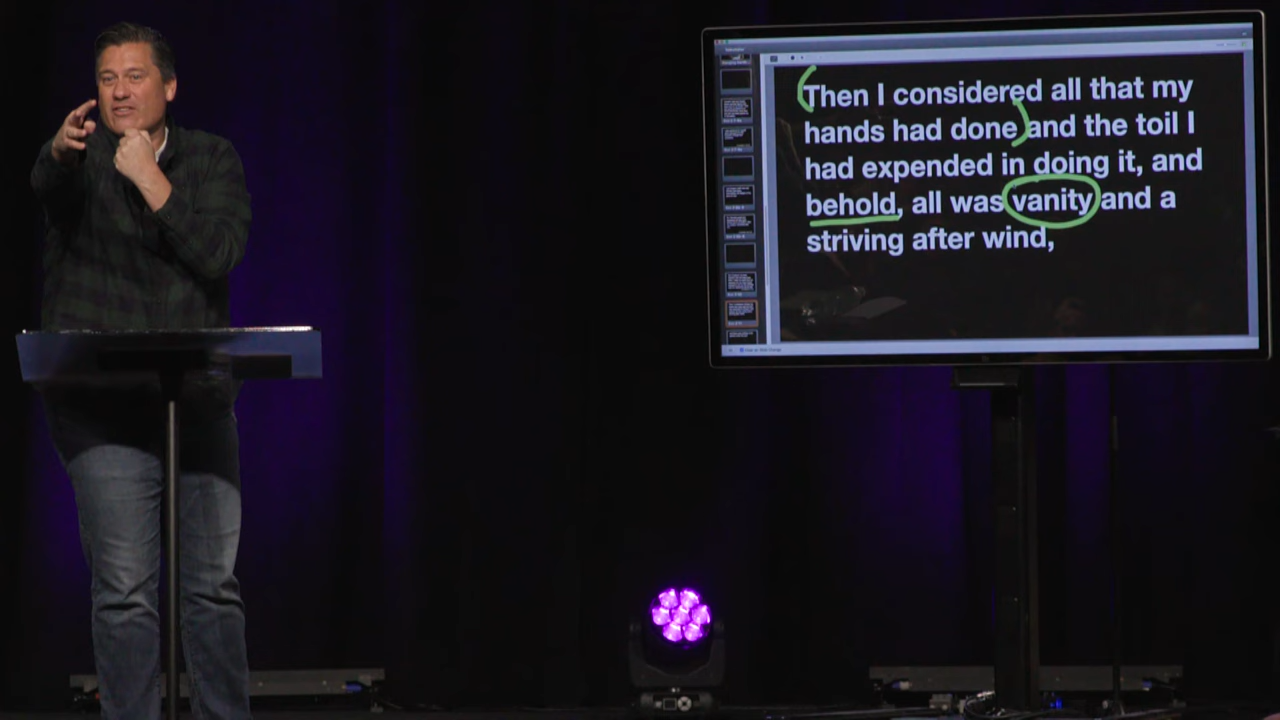 Then I considered all that my
hands had done and the toil I
had expended in doing it, and
behold, all was vanity and a
striving after wind,